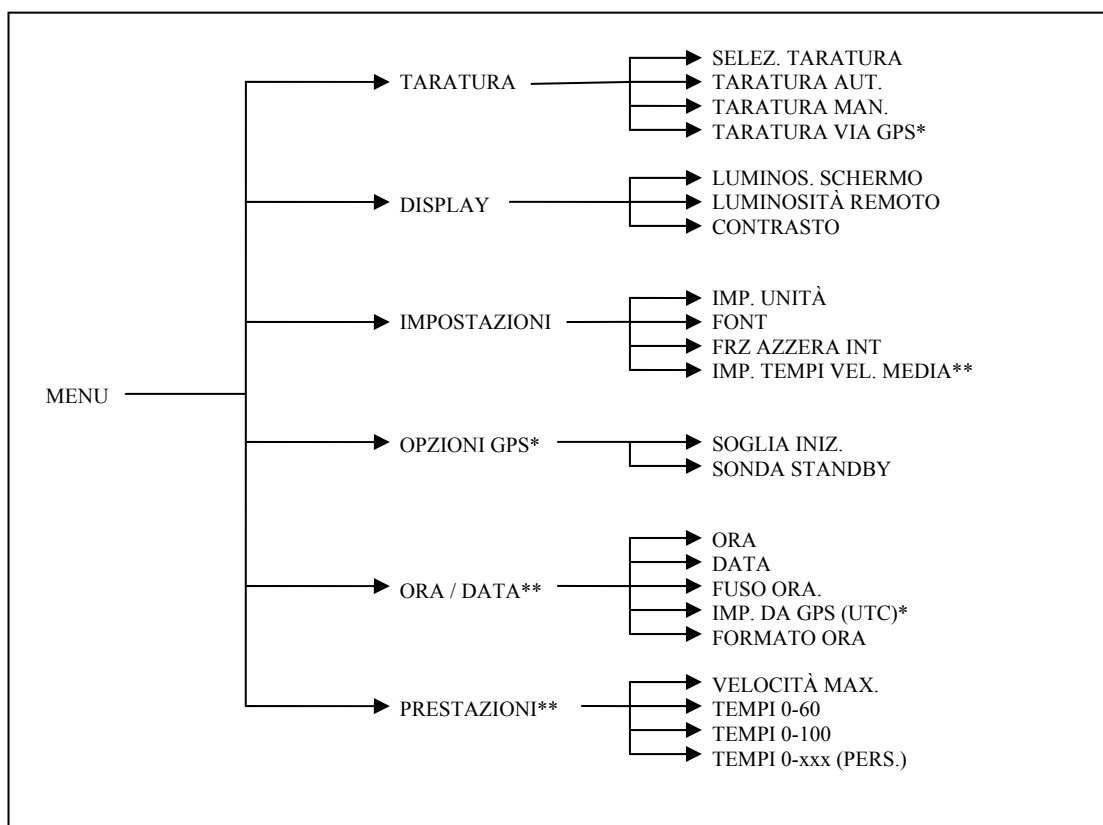 MENU
TARATURA
SELEZ. TARATURA
TARATURA AUT.
TARATURA MAN.
TARATURA VIA GPS*
DISPLAY
LUMINOS. SCHERMO
LUMINOSITÀ REMOTO
CONTRASTO
IMPOSTAZIONI
IMP. UNITÀ
FONT
FRZ AZZERA INT
IMP. TEMPI VEL. MEDIA**
OPZIONI GPS*
SOGLIA INIZ.
SONDA STANDBY
ORA / DATA**
ORA
DATA
FUSO ORA.
IMP. DA GPS (UTC)*
FORMATO ORA
PRESTAZIONI**
VELOCITÀ MAX.
TEMPI 0-60
TEMPI 0-100
TEMPI 0-xxx (PERS.)